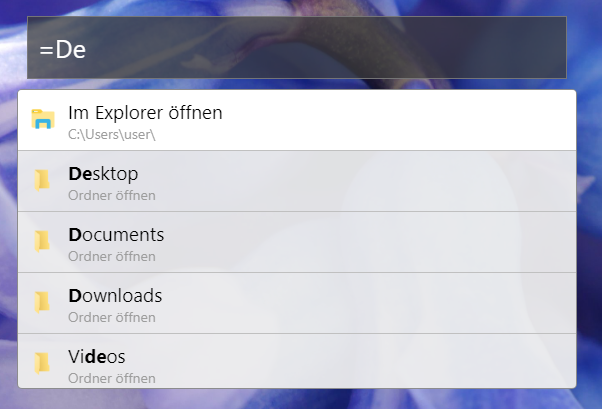 =De
Im Explorer öffnen
C:\Users\user\
Desktop
Ordner öffnen
Documents
Ordner öffnen
Downloads
Ordner öffnen
Videos
Ordner öffnen